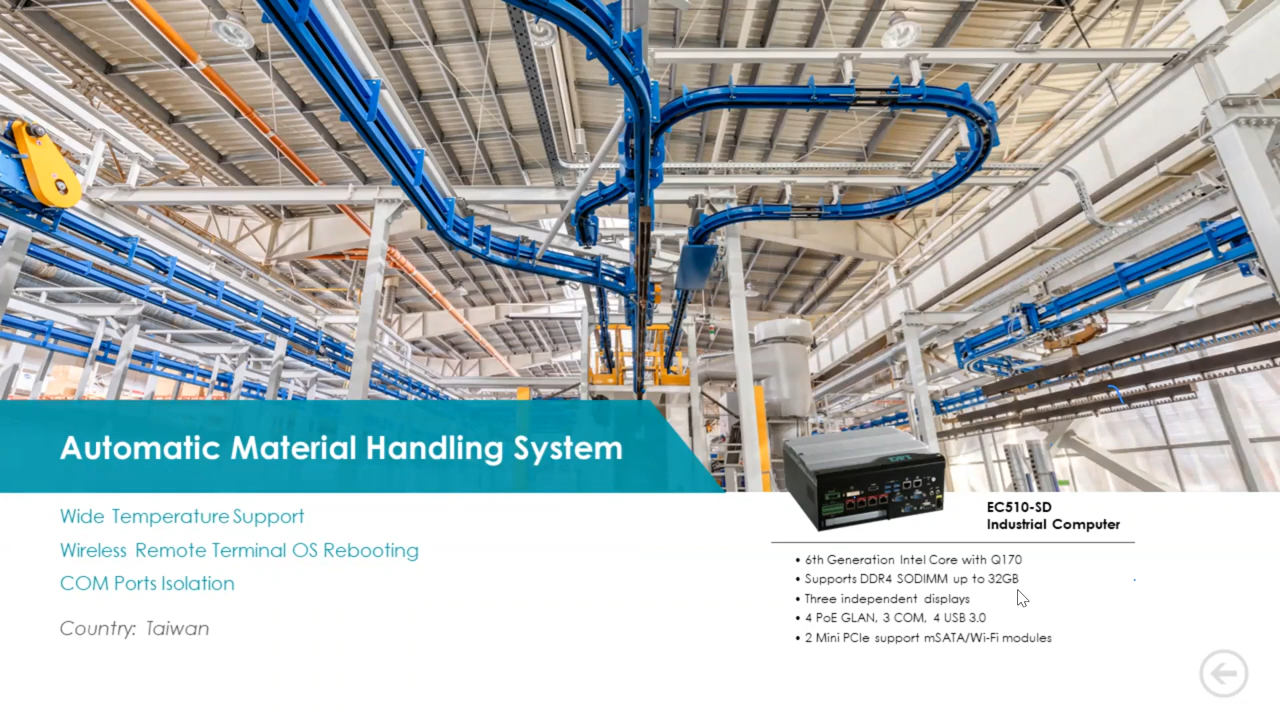 Automatic Material Handling System
Wide Temperature Support
Wireless Remote Terminal OS Rebooting
COM Ports Isolation
Country: Taiwan
EC510-SD
Industrial Computer
• 6th Generation Intel Core with Q170
• Supports DDR4 SODIMM up to 32GB
• Three independent displays
• 4 PoE GLAN, 3 COM, 4 USB 3.0
• 2 Mini PCIe support mSATA/Wi-Fi modules